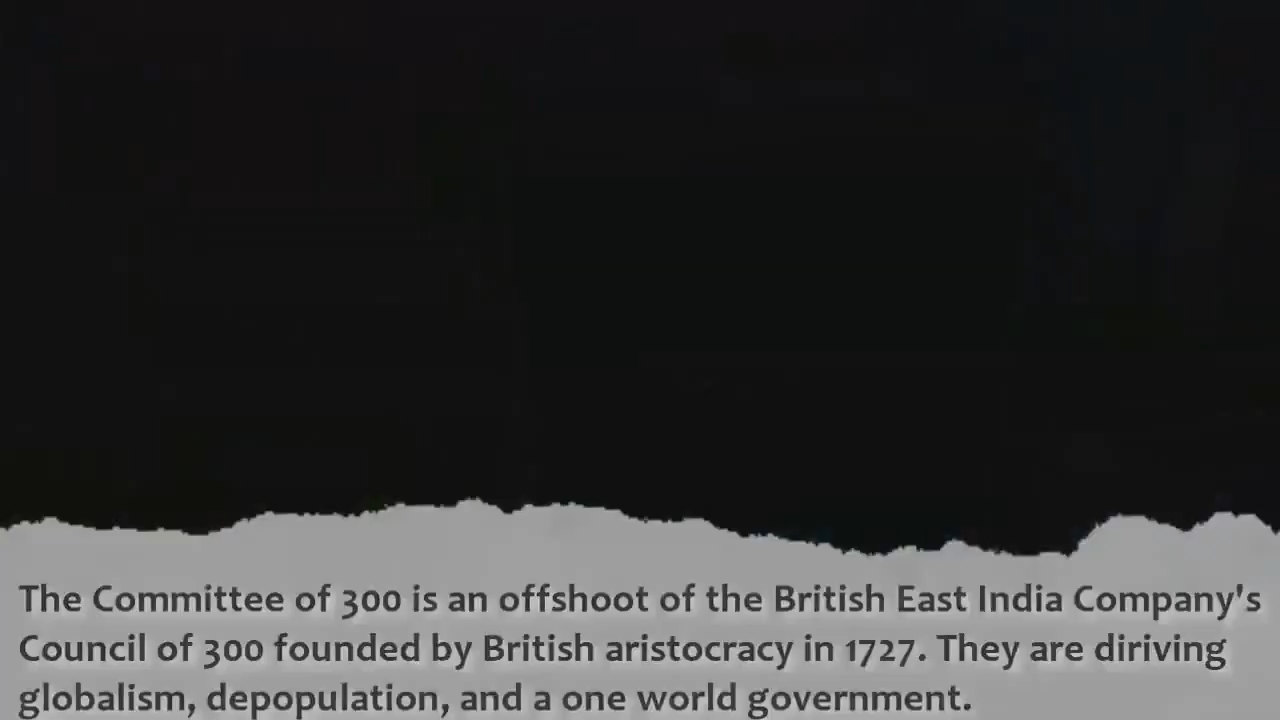 The Committee of 300 is an offshoot of the British East India Company's
Council of 300 founded by British aristocracy in 1727. They are diriving
globalism, depopulation, and a one world government.